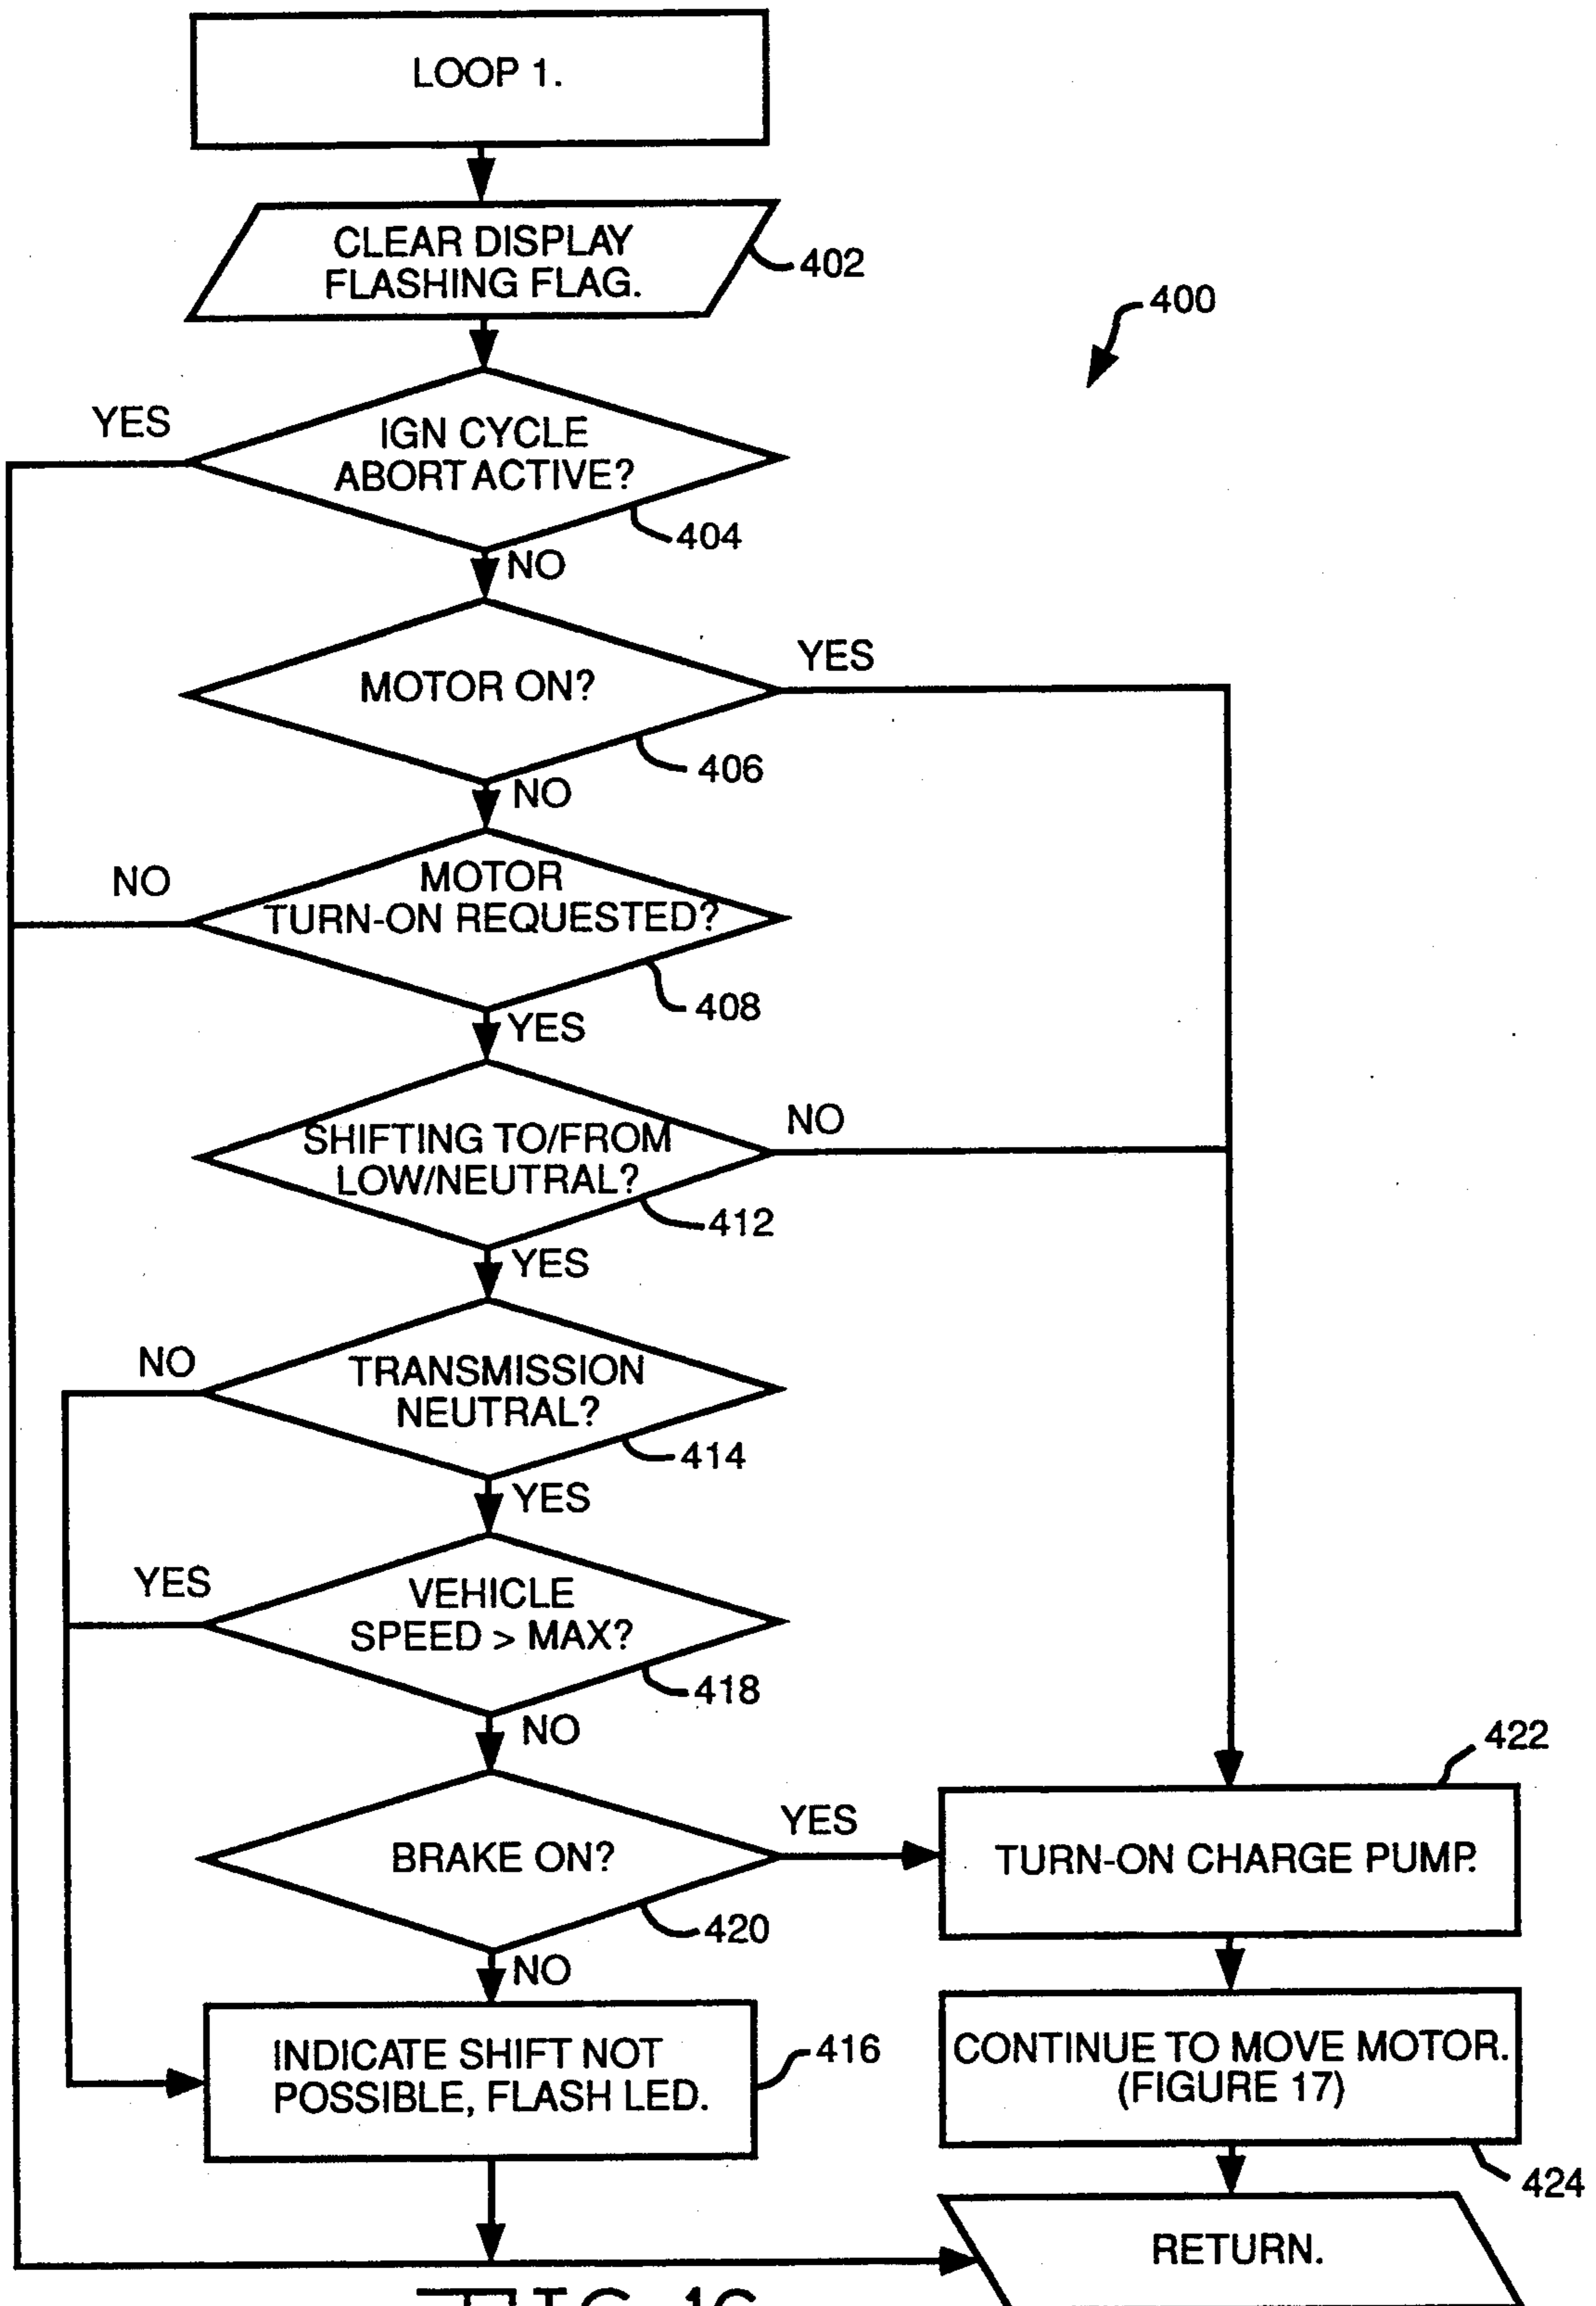 LOOP 1.
CLEAR DISPLAY
FLASHING FLAG.
402
400
YES
IGN CYCLE
ABORT ACTIVE?
404
NO
YES
MOTOR ON?
406
NO
NO
MOTOR
TURN-ON REQUESTED?
408
YES
NO
SHIFTING TO/FROM
LOW/NEUTRAL?
412
YES
NO
TRANSMISSION
NEUTRAL?
414
YES
YES
VEHICLE
SPEED > MAX?
418
NO
422
YES
BRAKE ON?
TURN-ON CHARGE PUMP.
420
NO
INDICATE SHIFT NOT
POSSIBLE, FLASH LED.
416
CONTINUE TO MOVE MOTOR.
(FIGURE 17)
424
RETURN.